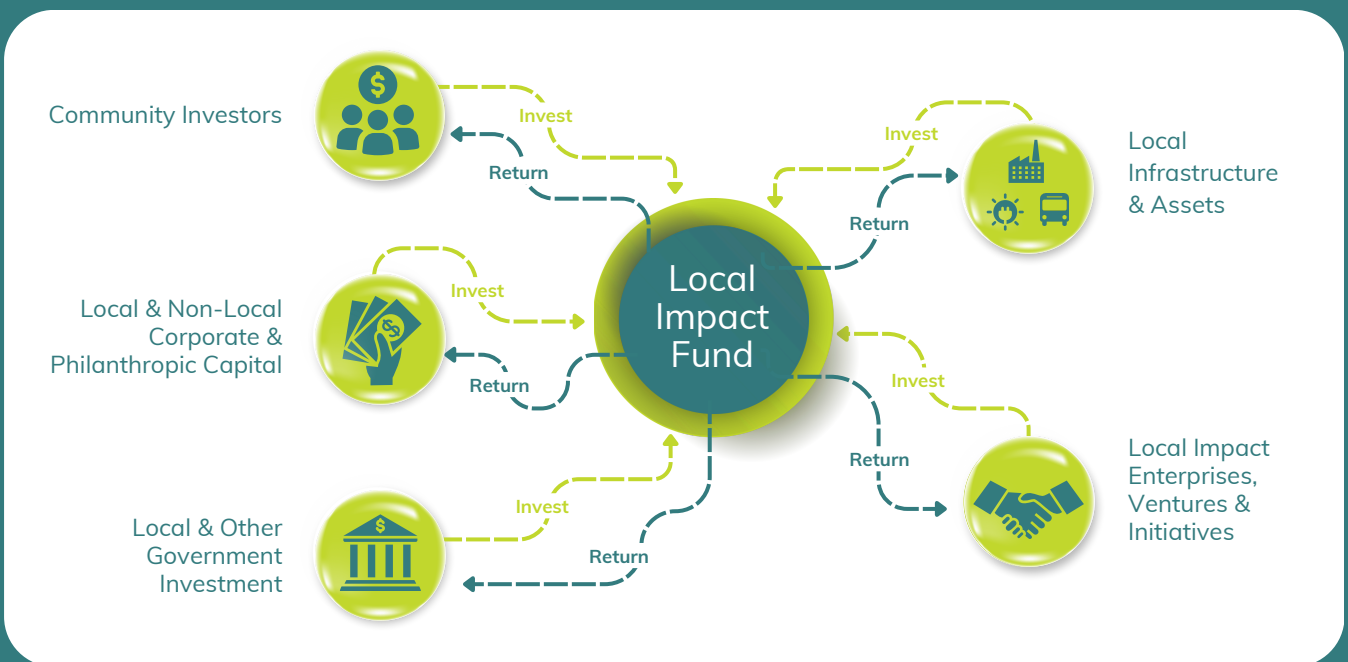 Community Investors
Invest
Return
Local & Non-Local
Corporate &
Philanthropic Capital
Invest
Return
Local & Other
Government
Investment
Invest
Return
Local
Impact
Fund
Invest
Return
Local
Infrastructure
& Assets
Invest
Return
Local Impact
Enterprises,
Ventures &
Initiatives
$
$
$